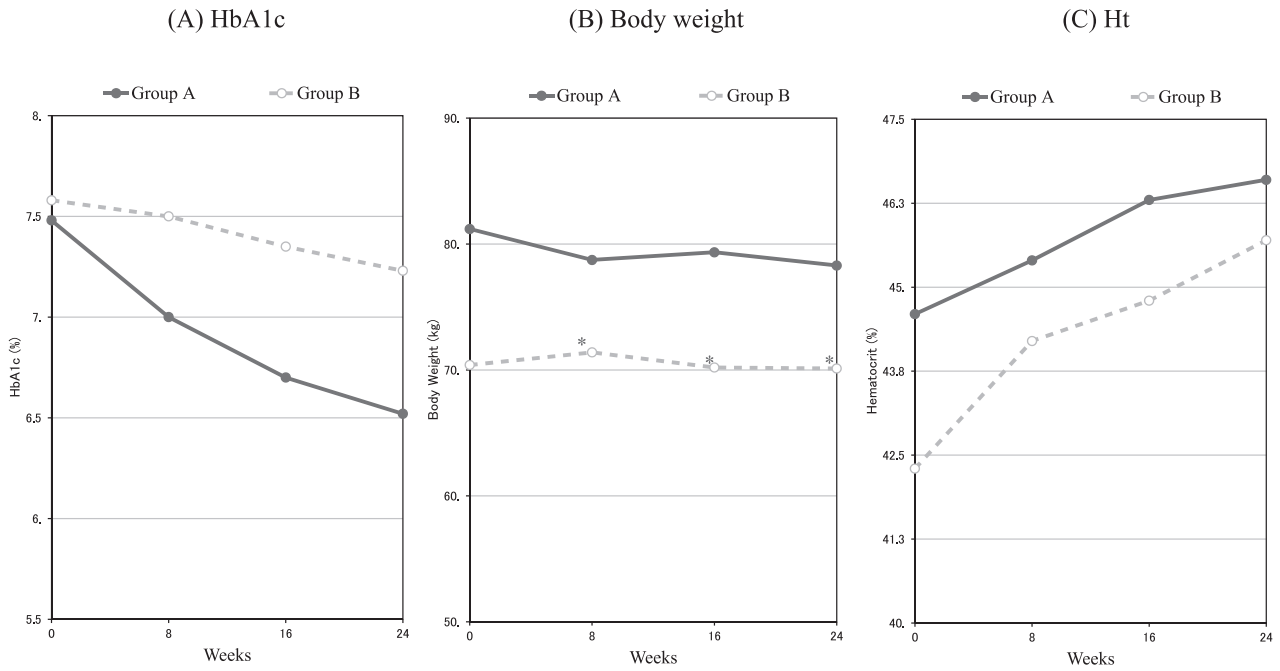 (A) HbA1c
Group A
Group B
8.
7.5
7.
6.5
6.
5.5
HbA1c (%)
0
8
16
24
Weeks
(B) Body weight
Group A
Group B
90.
80.
70.
60.
50.
Body Weight (kg)
*
*
*
0
8
16
24
Weeks
(C) Ht
Group A
Group B
47.5
46.3
45.
43.8
42.5
41.3
40.
Hematocrit (%)
0
8
16
24
Weeks